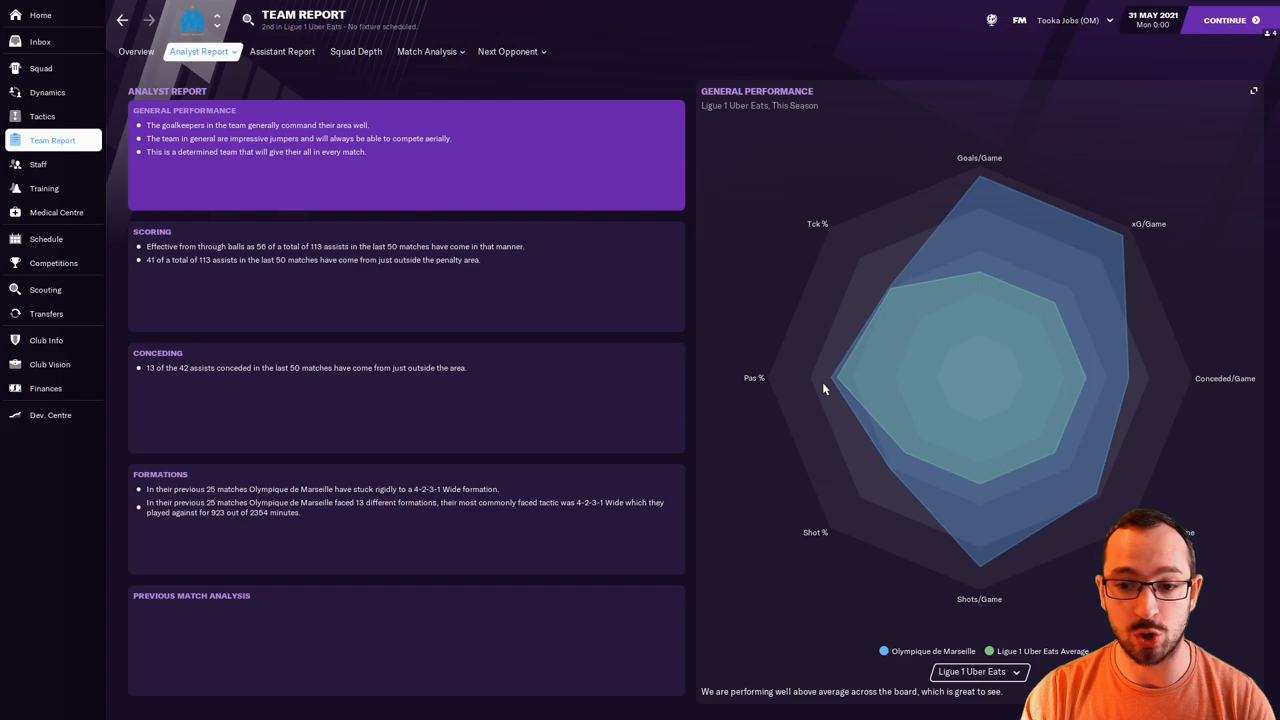 Home
Inbox
Squad
Dynamics
Tactics
Team Report
Staff
Training
Medical Centre
Schedule
Competitions
Scouting
Transfers
Club Info
Club Vision
Finances
Dev. Centre
TEAM REPORT
2nd in Ligue 1 Uber Eats - No fixture scheduled.
FM
Tooka Jobs (OM)
31 MAY 2021
Mon 0:00
CONTINUE
4
Overview
Analyst Report
Assistant Report
Squad Depth
Match Analysis
Next Opponent
ANALYST REPORT
GENERAL PERFORMANCE
The goalkeepers in the team generally command their area well.
The team in general are impressive jumpers and will always be able to compete aerially.
This is a determined team that will give their all in every match.
SCORING
Effective from through balls as 56 of a total of 113 assists in the last 50 matches have come in that manner.
41 of a total of 113 assists in the last 50 matches have come from just outside the penalty area.
CONCEDING
13 of the 42 assists conceded in the last 50 matches have come from just outside the area.
FORMATIONS
In their previous 25 matches Olympique de Marseille have stuck rigidly to a 4-2-3-1 Wide formation.
In their previous 25 matches Olympique de Marseille faced 13 different formations, their most commonly faced tactic was 4-2-3-1 Wide which they
played against for 923 out of 2354 minutes.
PREVIOUS MATCH ANALYSIS
GENERAL PERFORMANCE
Ligue 1 Uber Eats, This Season
Goals/Game
Tck %
xG/Game
Pas %
Conceded/Game
Shot %
Shots/Game
Olympique de Marseille
Ligue 1 Uber Eats Average
Ligue 1 Uber Eats
We are performing well above average across the board, which is great to see.